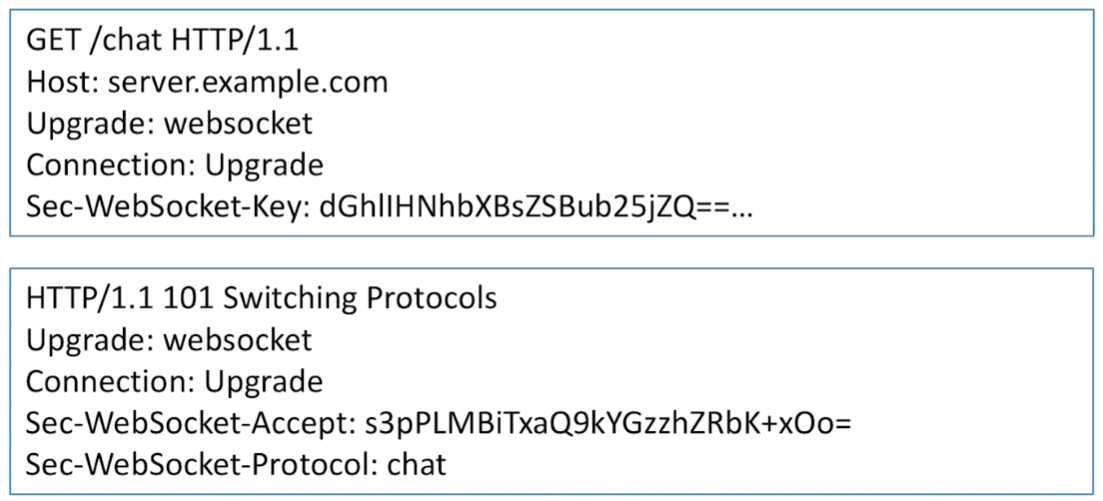 GET /chat HTTP/1.1
Host: server.example.com
Upgrade: websocket
Connection: Upgrade
Sec-WebSocket-Key: dGhlIHNhbXBsZSBub25jZQ==...
HTTP/1.1 101 Switching Protocols
Upgrade: websocket
Connection: Upgrade
Sec-WebSocket-Accept: s3pPLMBiTxaQ9kYGzzhZRbK+xOo=
Sec-WebSocket-Protocol: chat